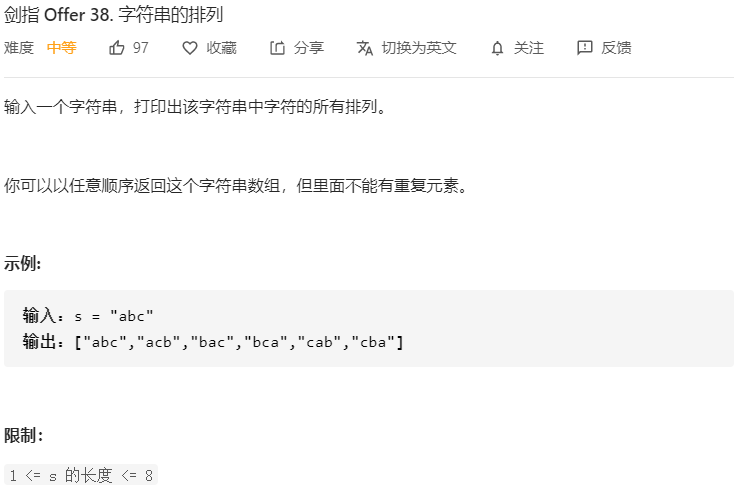 剑指 Offer 38. 字符串的排列
难度 中等 97 收藏 分享 切换为英文 关注 反馈
输入一个字符串，打印出该字符串中字符的所有排列。
你可以以任意顺序返回这个字符串数组，但里面不能有重复元素。
示例:
输入：s = "abc"
输出：["abc","acb","bac","bca","cab","cba"]
限制：
1 <= s 的长度 <= 8